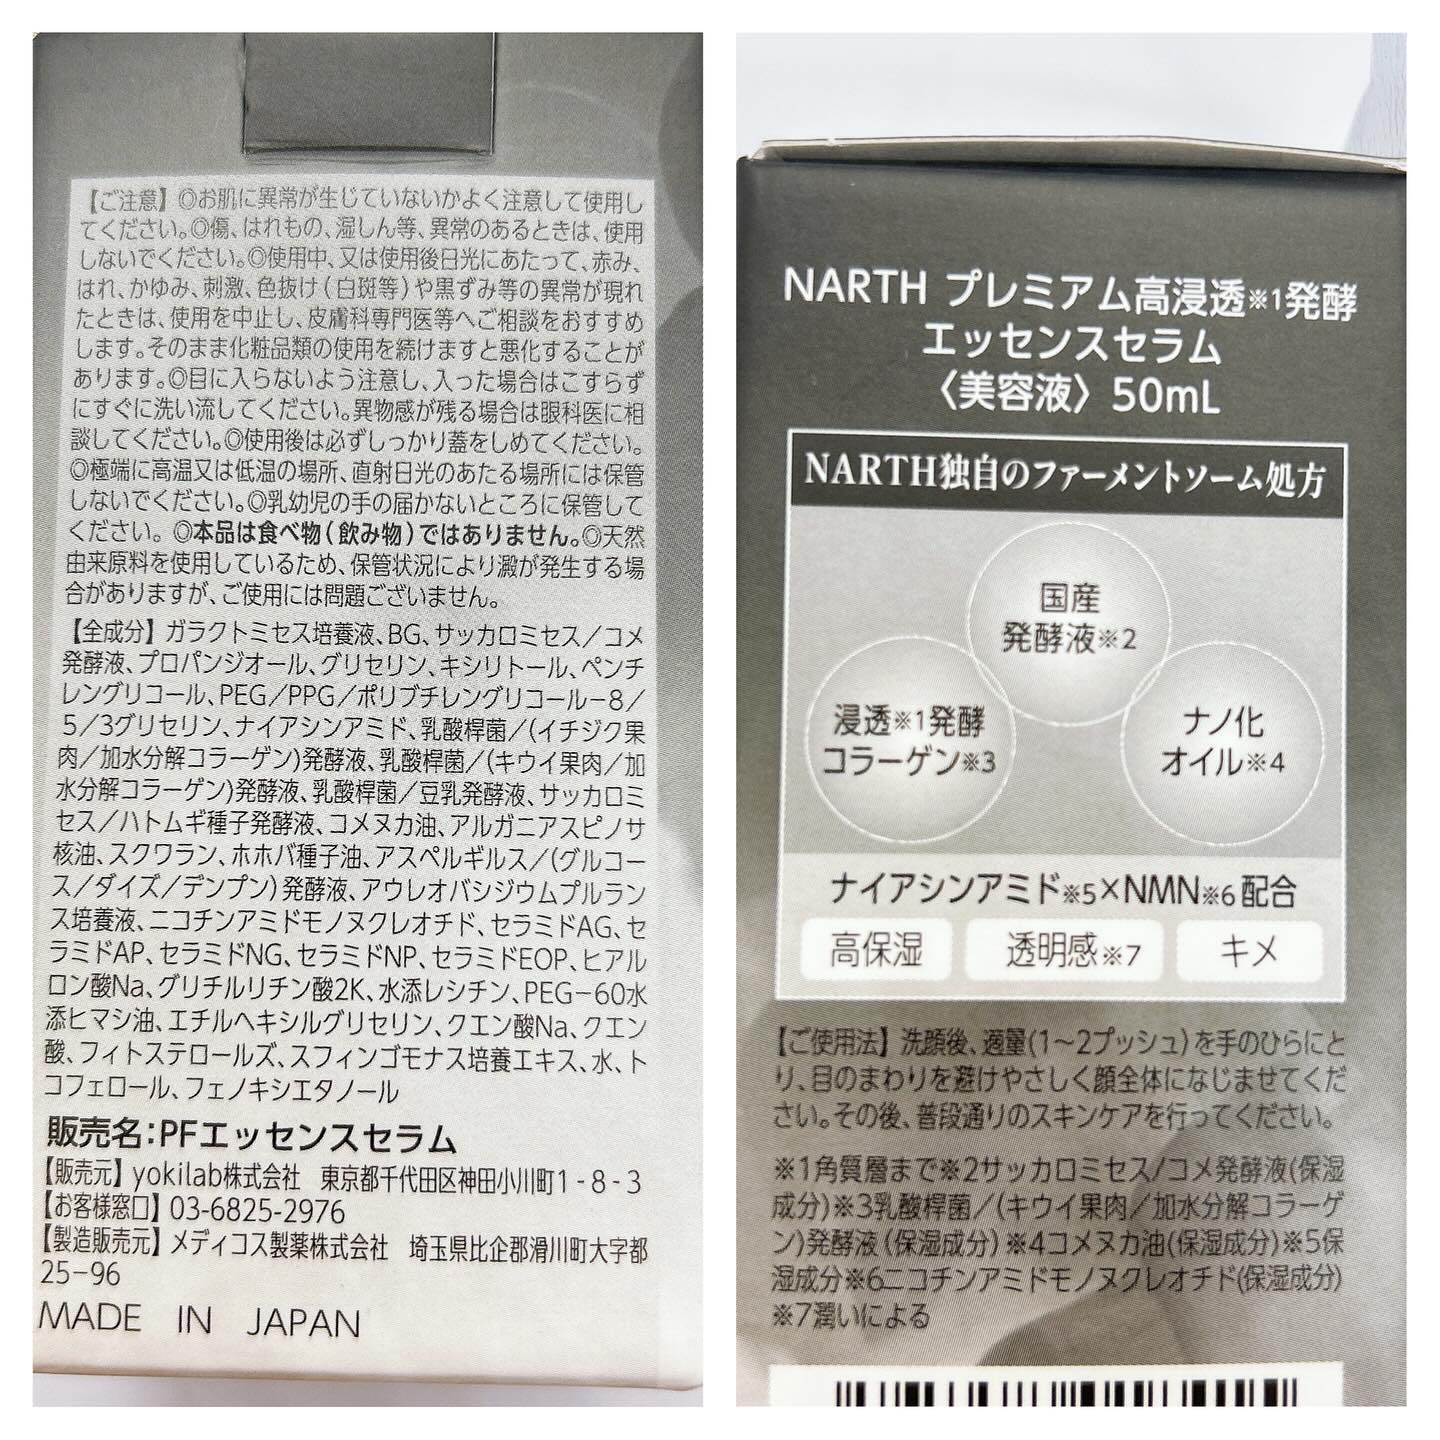 【ご注意】◎お肌に異常が生じていないかよく注意して使用し
てください。◎傷、はれもの、湿しん等、異常のあるときは、使用
しないでください。◎使用中、又は使用後日光にあたって、赤み、
はれ、かゆみ、刺激、色抜け(白斑等)や黒ずみ等の異常が現れ
たときは、使用を中止し、皮膚科専門医等へご相談をおすすめ
します。そのまま化粧品類の使用を続けますと悪化することが
あります。◎目に入らないよう注意し、入った場合はこすらず
にすぐに洗い流してください。異物感が残る場合は眼科医に相
談してください。◎使用後は必ずしっかり蓋をしめてください。
◎極端に高温又は低温の場所、直射日光のあたる場所には保管
しないでください。◎乳幼児の手の届かないところに保管して
ください。◎本品は食べ物(飲み物)ではありません。◎天然
由来原料を使用しているため、保管状況により澱が発生する場
合がありますが、ご使用には問題ございません。
【全成分】ガラクトミセス培養液、BG、サッカロミセス/コメ
発酵液、プロパンジオール、グリセリン、キシリトール、ペンチ
レングリコール、PEG/PPG/ポリブチレングリコール-8/
5/3グリセリン、ナイアシンアミド、乳酸桿菌/(イチジク果
肉/加水分解コラーゲン)発酵液、乳酸桿菌/(キウイ果肉/加
水分解コラーゲン)発酵液、乳酸桿菌/豆乳発酵液、サッカロミ
セス/ハトムギ種子発酵液、コメヌカ油、アルガニアスピノサ
核油、スクワラン、ホホバ種子油、アスペルギルス/(グルコー
ス/ダイズ/デンプン)発酵液、アウレオバシジウムプルラン
ス培養液、ニコチンアミドモノヌクレオチド、セラミドAG、セ
ラミドAP、セラミドNG、セラミドNP、セラミドEOP、ヒアル
ロン酸Na、グリチルリチン酸2K、水添レシチン、PEG-60水
添ヒマシ油、エチルヘキシルグリセリン、クエン酸Na、クエン
酸、フィトステロールズ、スフィンゴモナス培養エキス、水、ト
コフェロール、フェノキシエタノール
販売名:PFエッセンスセラム
【販売元】yokilab株式会社 東京都千代田区神田小川町1-8-3
【お客様窓口】03-6825-2976
【製造販売元】メディコス製薬株式会社 埼玉県比企郡滑川町大字都
25-96
MADE IN JAPAN
NARTH プレミアム高浸透※1発酵
エッセンスセラム
〈美容液〉50mL
NARTH独自のファーメントソーム処方
国産
発酵液※2
浸透※1発酵
コラーゲン※3
ナノ化
オイル※4
ナイアシンアミド※5×NMN※6配合
高保湿 透明感※7 キメ
【ご使用法】洗顔後、適量(1〜2プッシュ)を手のひらにと
り、目のまわりを避けやさしく顔全体になじませてくだ
さい。その後、普段通りのスキンケアを行ってください。
※1角質層まで※2サッカロミセス/コメ発酵液(保湿
成分)※3乳酸桿菌/(キウイ果肉/加水分解コラーゲ
ン)発酵液(保湿成分)※4コメヌカ油(保湿成分)※5保
湿成分※6ニコチンアミドモノヌクレオチド(保湿成分)
※7潤いによる